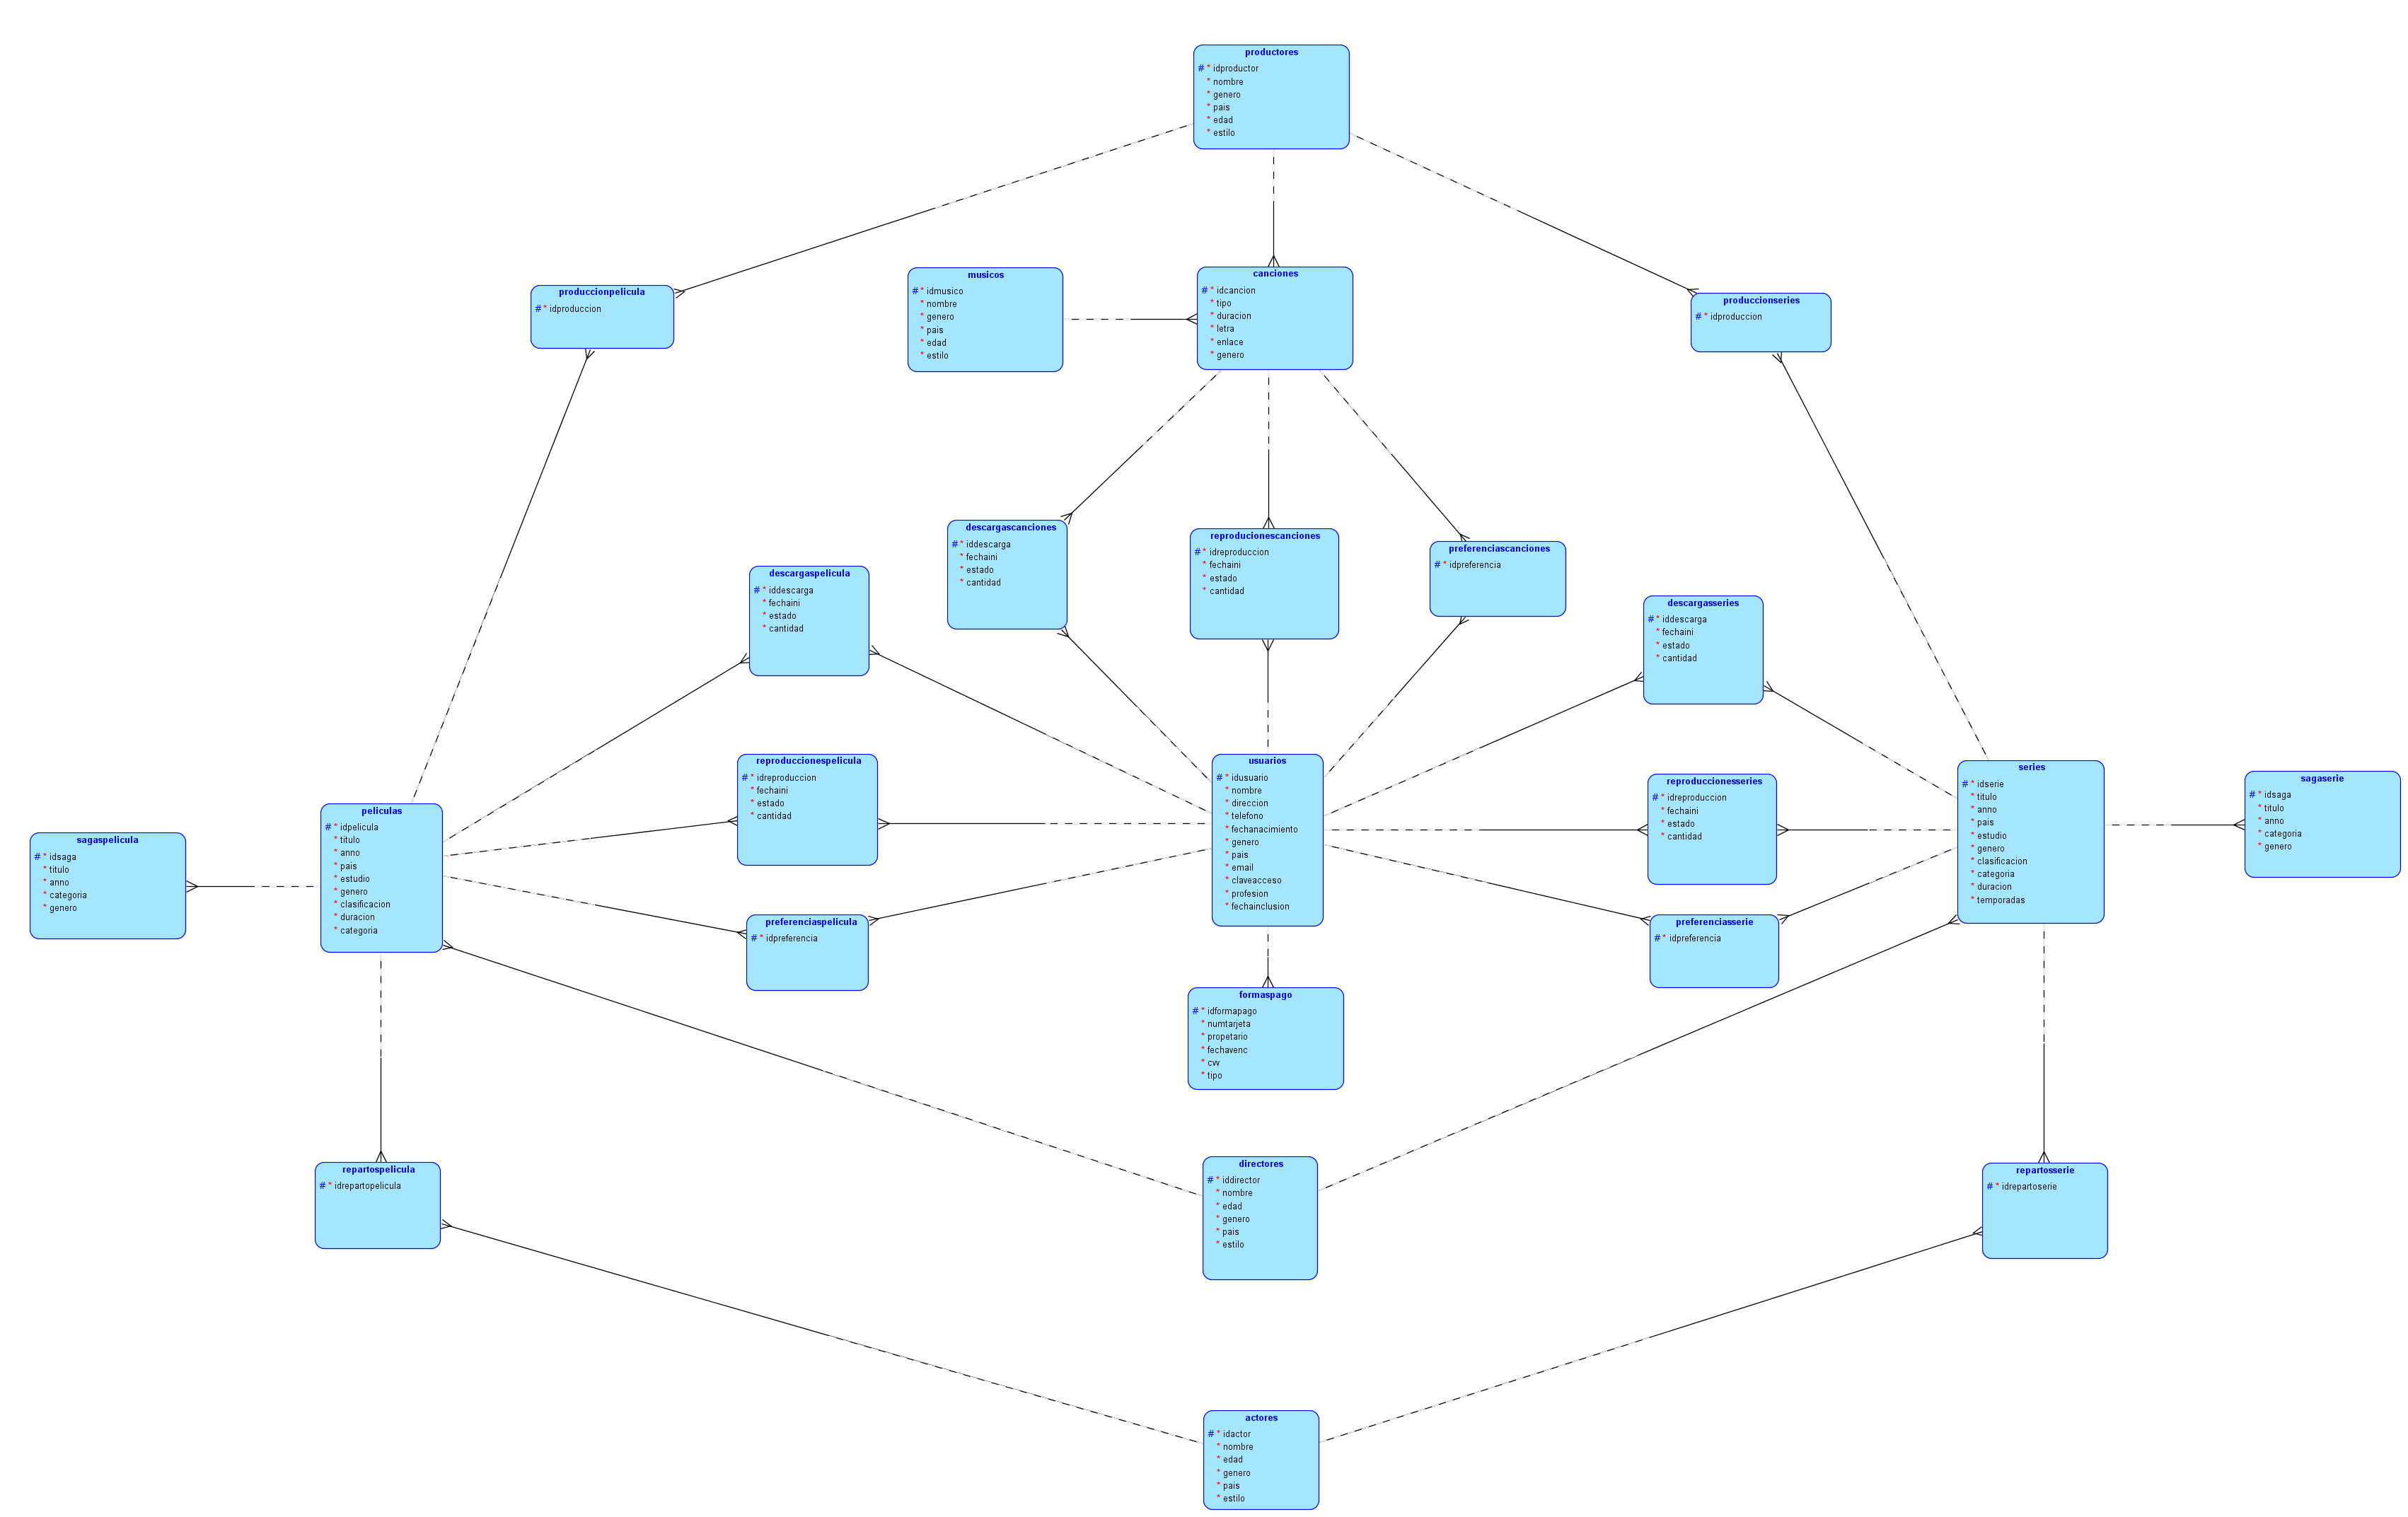 productores
# * idproductor
* nombre
* genero
* pais
* edad
* estilo
produccionpelicula
# * idproduccion
musicos
# * idmusico
* nombre
* genero
* pais
* edad
* estilo
canciones
# * idcancion
* tipo
* duracion
* letra
* enlace
* genero
produccionseries
# * idproduccion
descargascanciones
# * iddescarga
* fechaini
* estado
* cantidad
reproducionescanciones
# * idreproduccion
* fechaini
* estado
* cantidad
preferenciascanciones
# * idpreferencia
descargaspelicula
# * iddescarga
* fechaini
* estado
* cantidad
descargasseries
# * iddescarga
* fechaini
* estado
* cantidad
reproduccionespelicula
# * idreproduccion
* fechaini
* estado
* cantidad
usuarios
# * idusuario
* nombre
* direccion
* telefono
* fechanacimiento
* genero
* pais
* email
* claveacceso
* profesion
* fechainclusion
reproduccionesseries
# * idreproduccion
* fechaini
* estado
* cantidad
series
# * idserie
* titulo
* anno
* pais
* estudio
* genero
* clasificacion
* categoria
* duracion
* temporadas
sagaserie
# * idsaga
* titulo
* anno
* categoria
* genero
peliculas
# * idpelicula
* titulo
* anno
* pais
* estudio
* genero
* clasificacion
* duracion
* categoria
sagaspelicula
# * idsaga
* titulo
* anno
* categoria
* genero
preferenciaspelicula
# * idpreferencia
preferenciasserie
# * idpreferencia
formaspago
# * idformapago
* numtarjeta
* propetario
* fechavenc
* cvv
* tipo
repartospelicula
# * idrepartopelicula
directores
# * iddirector
* nombre
* edad
* genero
* pais
* estilo
repartosserie
# * idrepartoserie
actores
# * idactor
* nombre
* edad
* genero
* pais
* estilo